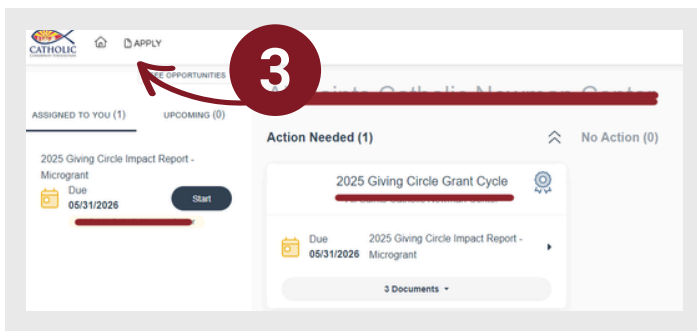 CATHOLIC
APPLY
3
SEE OPPORTUNITIES
ASSIGNED TO YOU (1) UPCOMING (0)
2025 Giving Circle Impact Report -
Microgrant
Due
05/31/2026
Start
Action Needed (1)
No Action (0)
2025 Giving Circle Grant Cycle
Due
05/31/2026
2025 Giving Circle Impact Report -
Microgrant
3 Documents